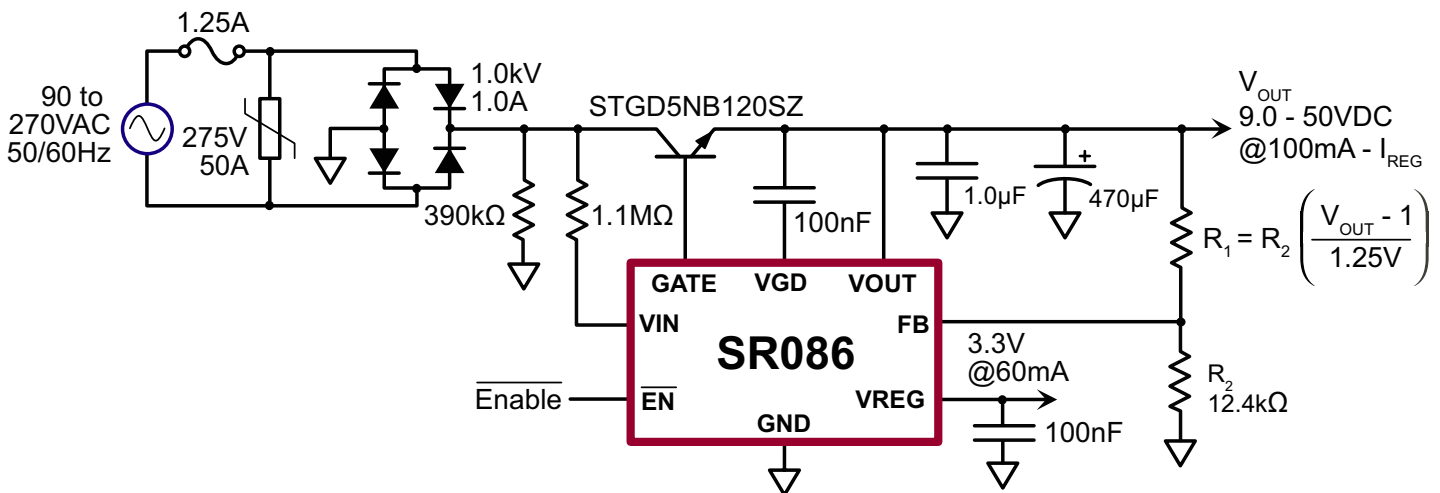 1.25A
90 to
270VAC
50/60Hz
275V
50A
1.0kV
1.0A
STGD5NB120SZ
390kΩ
1.1MΩ
100nF
1.0µF
+
470µF
V_OUT
9.0 - 50VDC
@100mA - I_REG
R_1 = R_2 ( (V_OUT - 1) / 1.25V )
GATE
VGD
VOUT
VIN
FB
SR086
3.3V
@60mA
Enable
EN
VREG
GND
100nF
R_2
12.4kΩ